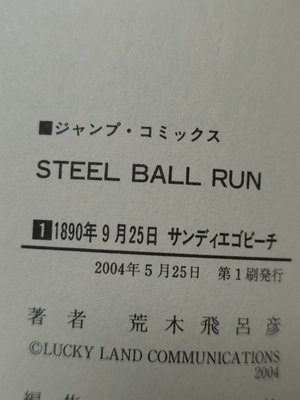 ジャンプ・コミックス
STEEL BALL RUN
1 1890年9月25日 サンディエゴビーチ
2004年5月25日 第1刷発行
著者 荒木飛呂彦
©LUCKY LAND COMMUNICATIONS
2004
編集